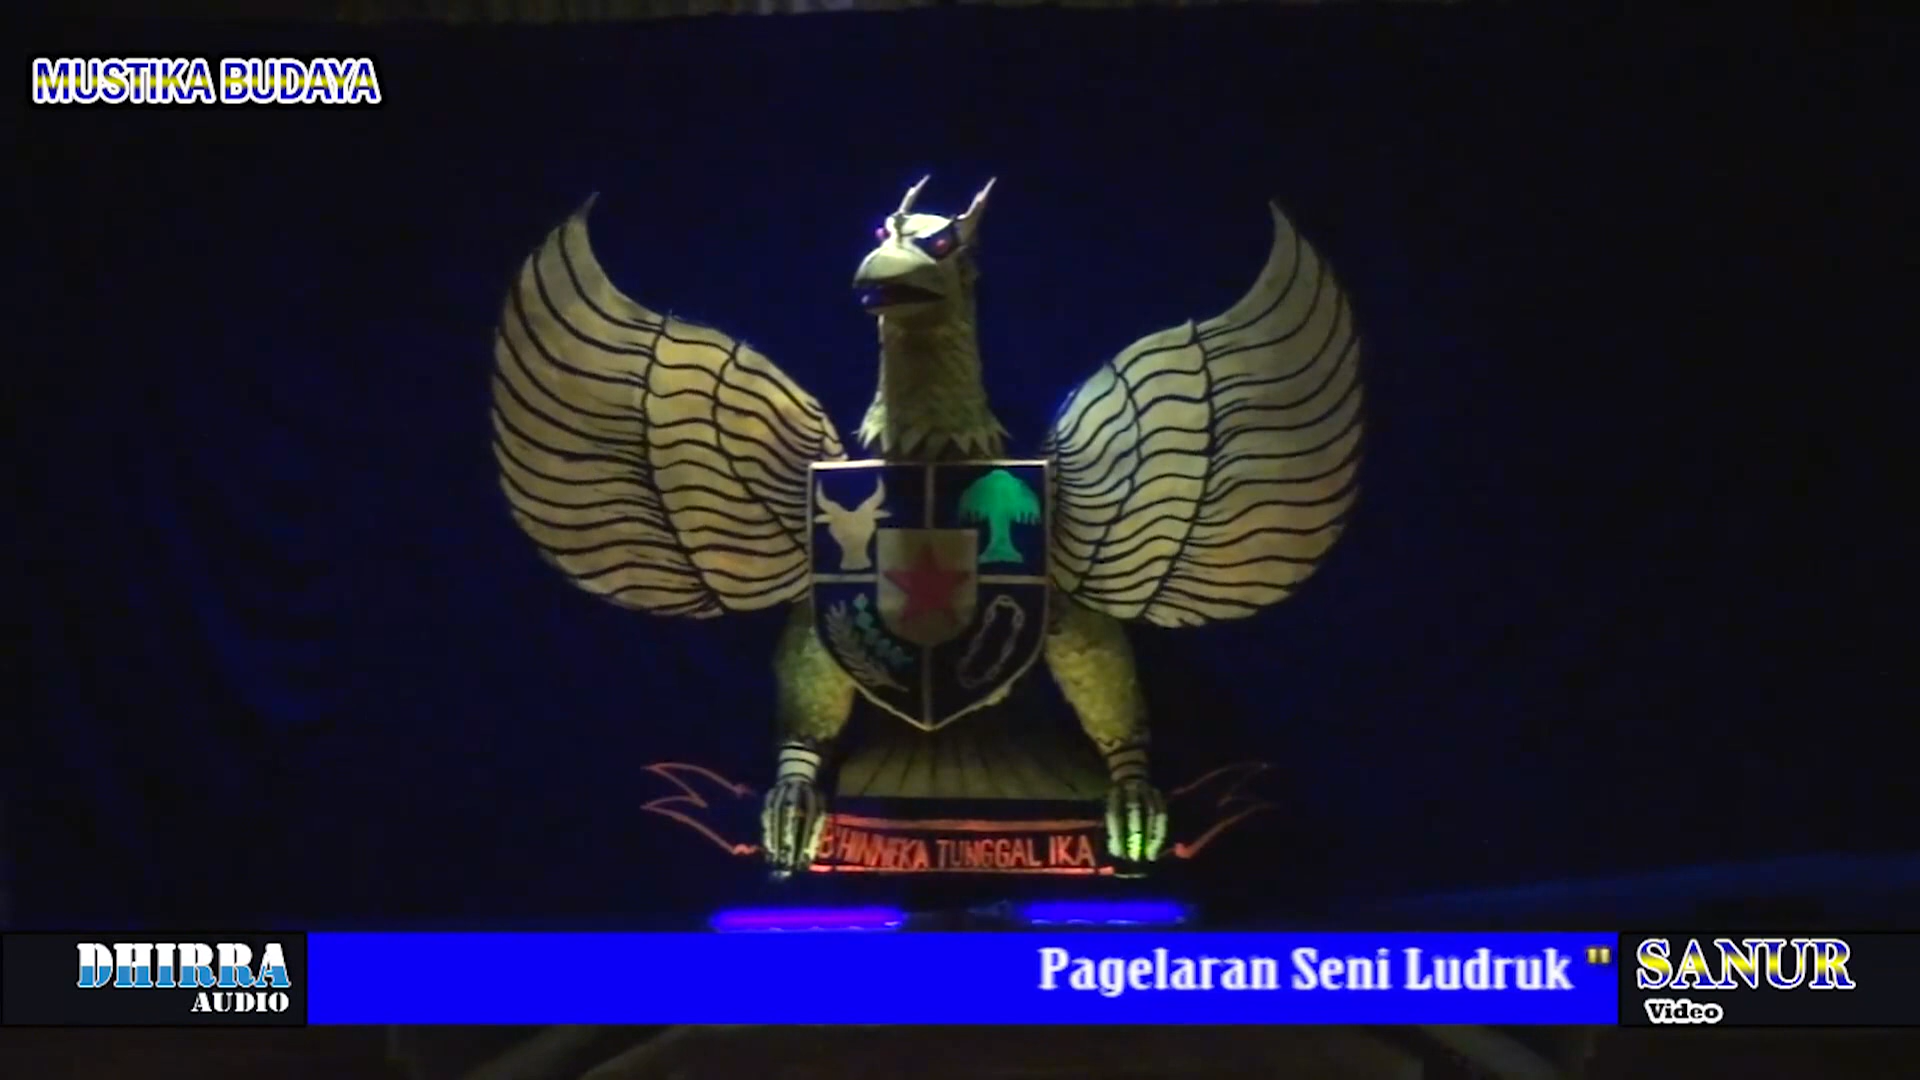 MUSTIKA BUDAYA
BHINNEKA TUNGGAL IKA
DHIRRA
AUDIO
Pagelaran Seni Ludruk "
SANUR
Video